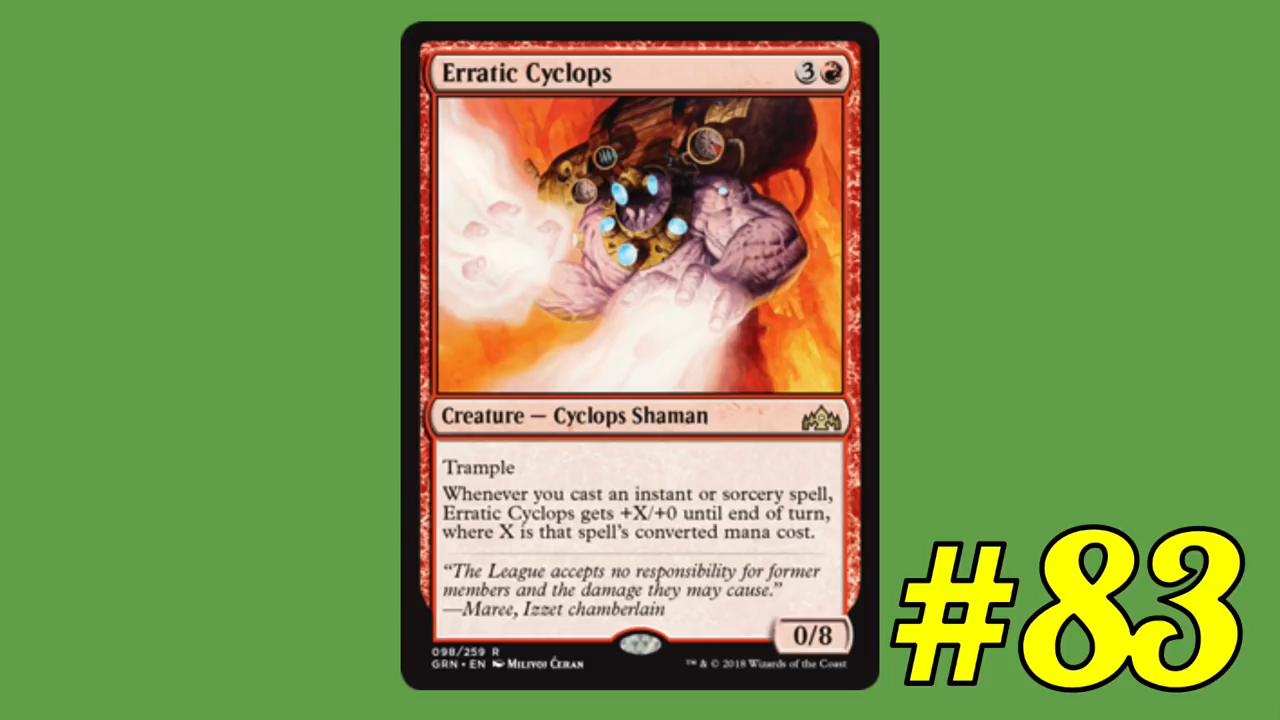 Erratic Cyclops
3
Creature — Cyclops Shaman
Trample
Whenever you cast an instant or sorcery spell,
Erratic Cyclops gets +X/+0 until end of turn,
where X is that spell's converted mana cost.
"The League accepts no responsibility for former
members and the damage they may cause."
—Maree, Izzet chamberlain
0/8
098/259 R
GRN • EN MILIVOJ ĆERAN
™ & © 2018 Wizards of the Coast
#83